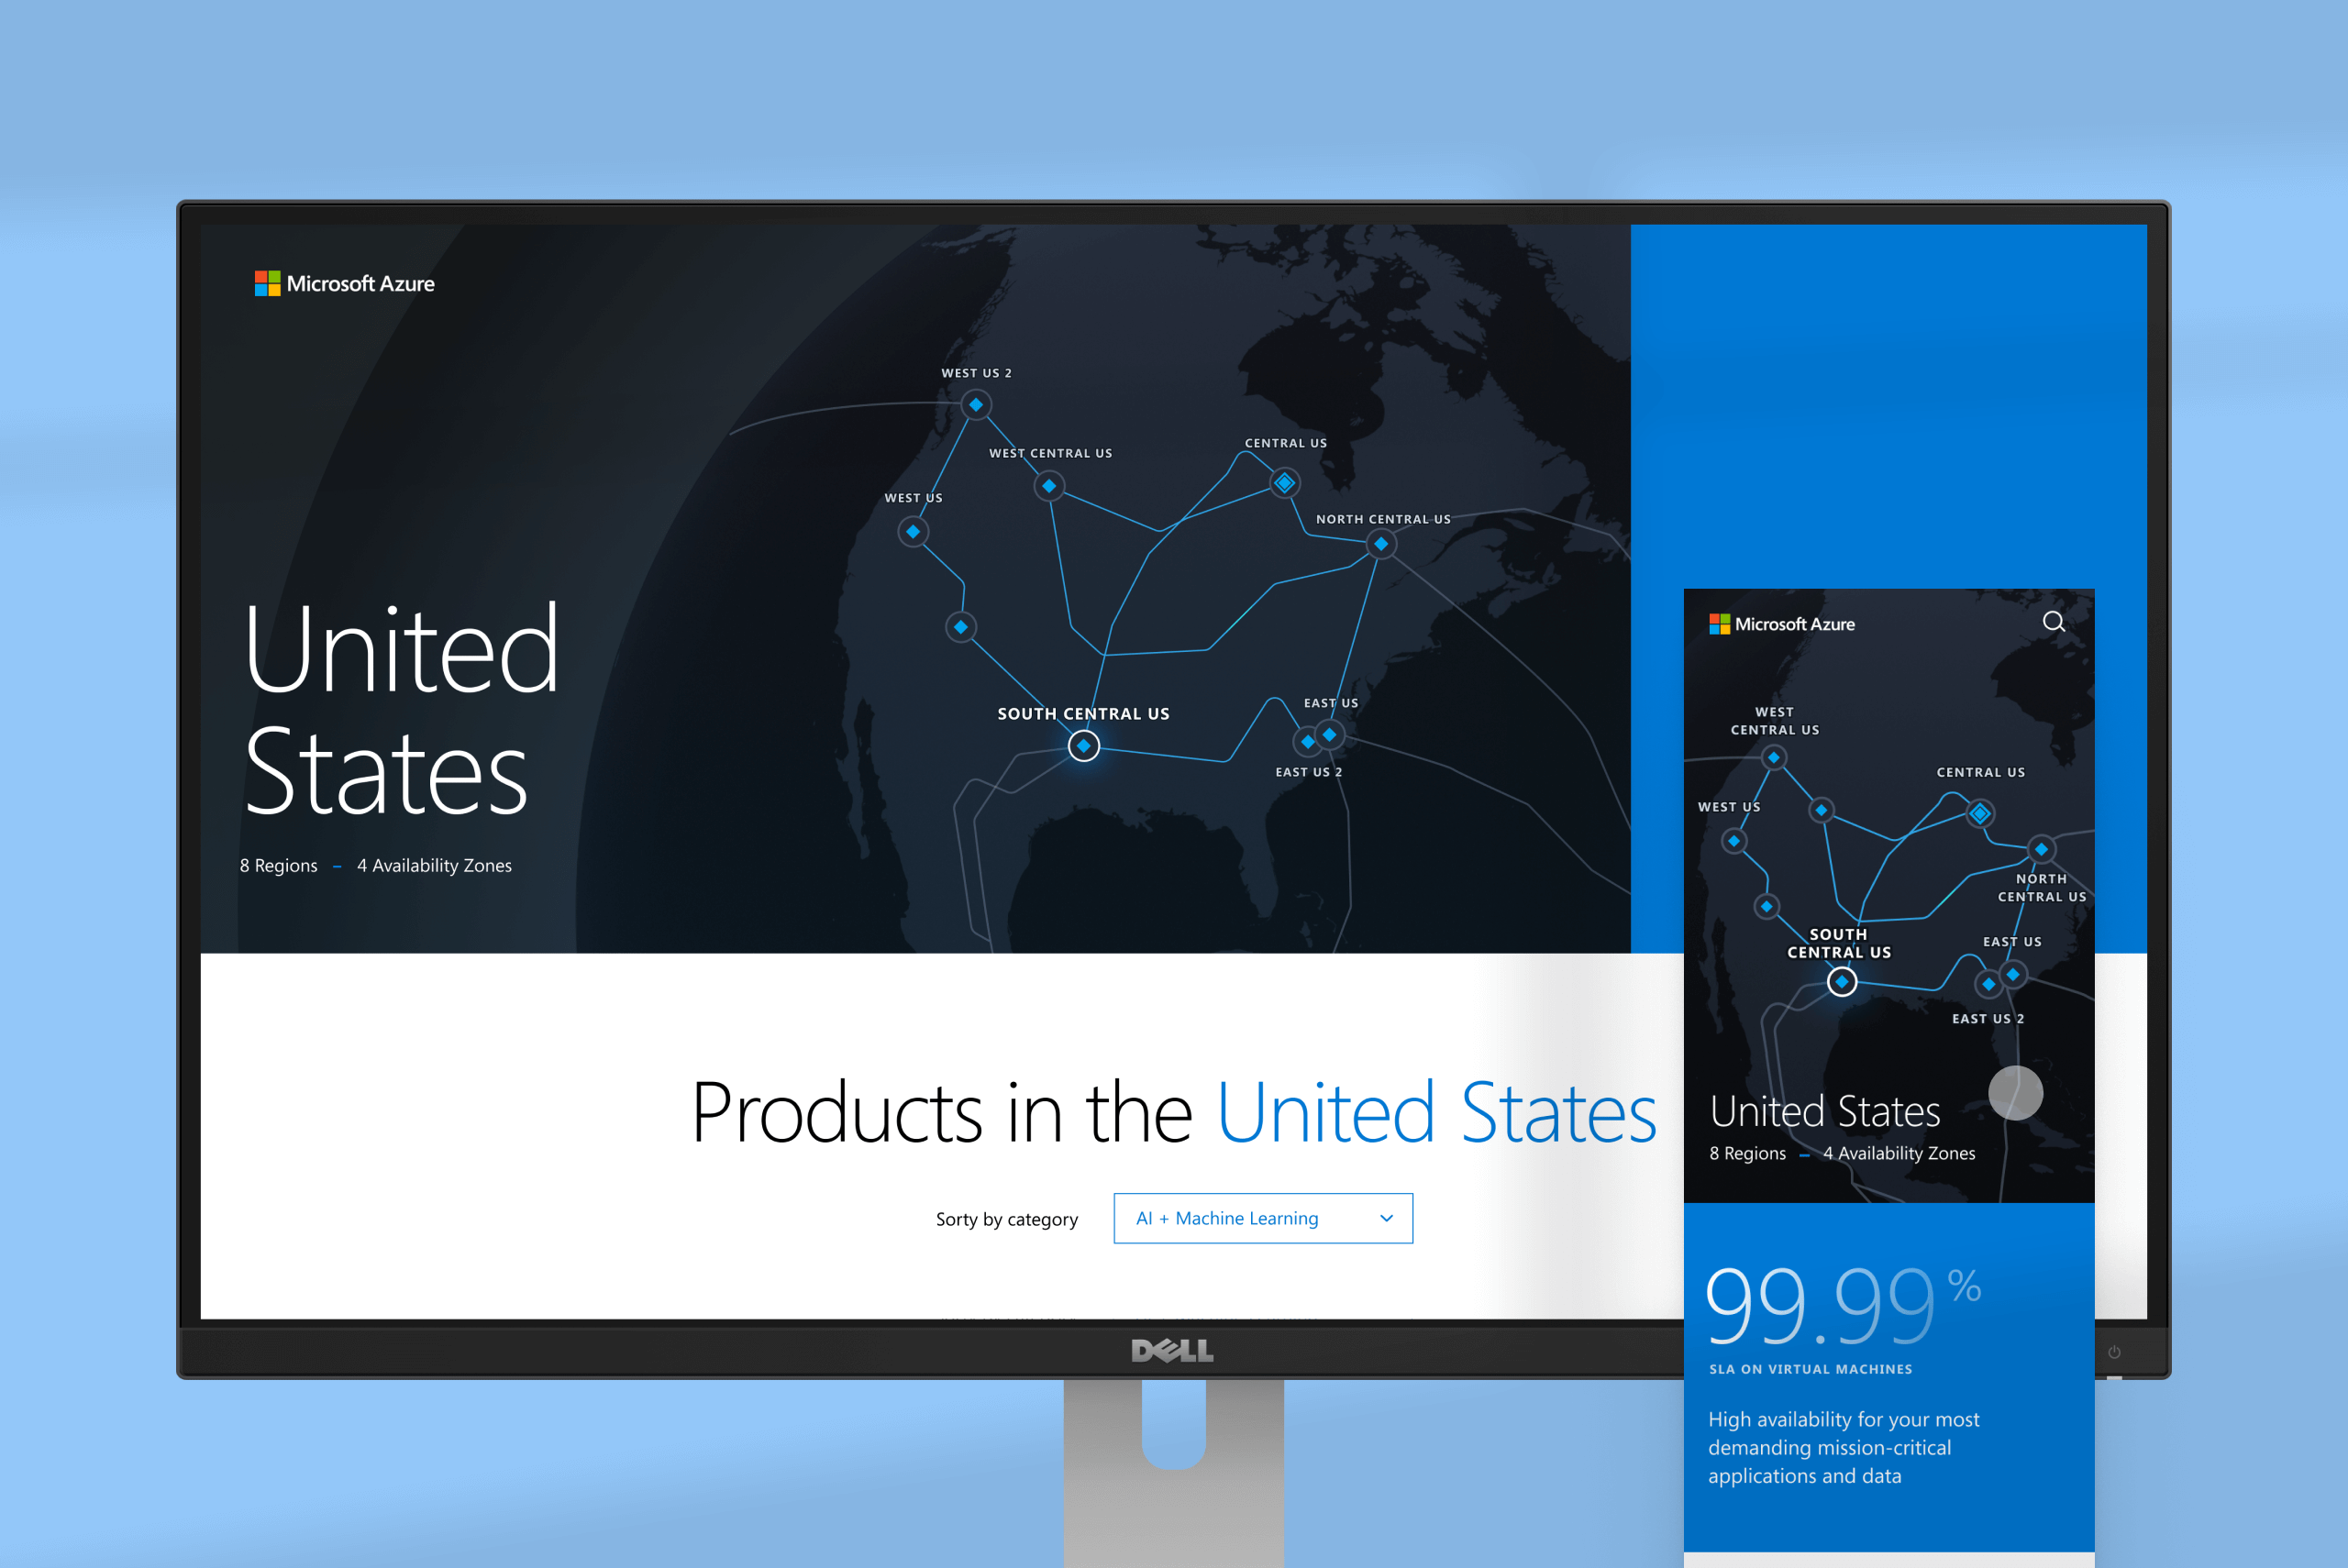 Microsoft Azure
WEST US 2
CENTRAL US
WEST CENTRAL US
WEST US
NORTH CENTRAL US
United
States
SOUTH CENTRAL US
EAST US
EAST US 2
8 Regions – 4 Availability Zones
Products in the United States
Sorty by category
AI + Machine Learning
DELL
Microsoft Azure
WEST
CENTRAL US
CENTRAL US
WEST US
NORTH
CENTRAL US
SOUTH
CENTRAL US
EAST US
EAST US 2
United States
8 Regions – 4 Availability Zones
99.99%
SLA ON VIRTUAL MACHINES
High availability for your most
demanding mission-critical
applications and data